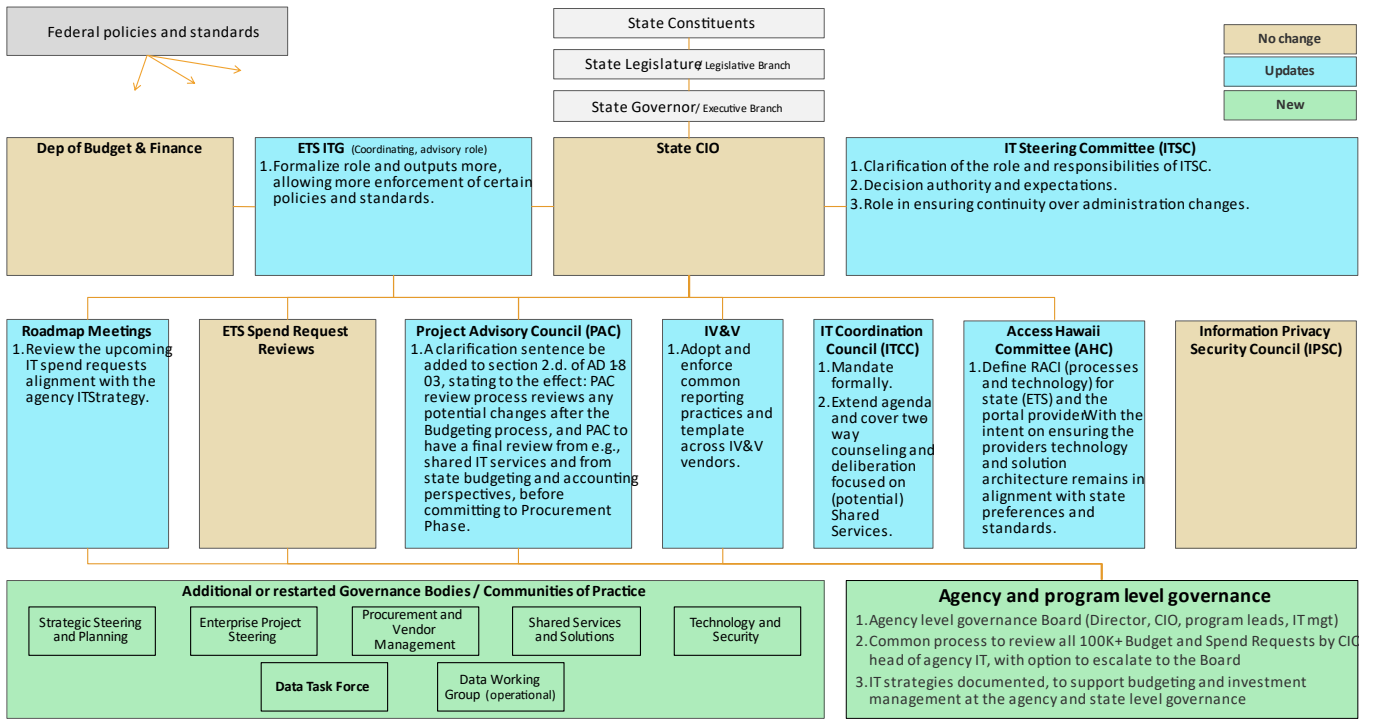 Federal policies and standards
State Constituents
State Legislature/ Legislative Branch
State Governor/ Executive Branch
No change
Updates
New
Dep of Budget & Finance
ETS ITG (Coordinating, advisory role)
1.Formalize role and outputs more,
allowing more enforcement of certain
policies and standards.
State CIO
IT Steering Committee (ITSC)
1.Clarification of the role and responsibilities of ITSC.
2.Decision authority and expectations.
3.Role in ensuring continuity over administration changes.
Roadmap Meetings
1.Review the upcoming
IT spend requests
alignment with the
agency ITStrategy.
ETS Spend Request
Reviews
Project Advisory Council (PAC)
1.A clarification sentence be
added to section 2.d. of AD 18-
03, stating to the effect: PAC
review process reviews any
potential changes after the
Budgeting process, and PAC to
have a final review from e.g.,
shared IT services and from
state budgeting and accounting
perspectives, before
committing to Procurement
Phase.
IV&V
1.Adopt and
enforce
common
reporting
practices and
template
across IV&V
vendors.
IT Coordination
Council (ITCC)
1.Mandate
formally.
2.Extend agenda
and cover two-
way
counseling and
deliberation
focused on
(potential)
Shared
Services.
Access Hawaii
Committee (AHC)
1.Define RACI (processes
and technology) for
state (ETS) and the
portal provider. With the
intent on ensuring the
providers technology
and solution
architecture remains in
alignment with state
preferences and
standards.
Information Privacy
Security Council (IPSC)
Additional or restarted Governance Bodies / Communities of Practice
Strategic Steering
and Planning
Enterprise Project
Steering
Procurement and
Vendor
Management
Shared Services
and Solutions
Technology and
Security
Data Task Force
Data Working
Group (operational)
Agency and program level governance
1.Agency level governance Board (Director, CIO, program leads, IT mgt)
2.Common process to review all 100K+ Budget and Spend Requests by CIO
head of agency IT, with option to escalate to the Board
3.IT strategies documented, to support budgeting and investment
management at the agency and state level governance